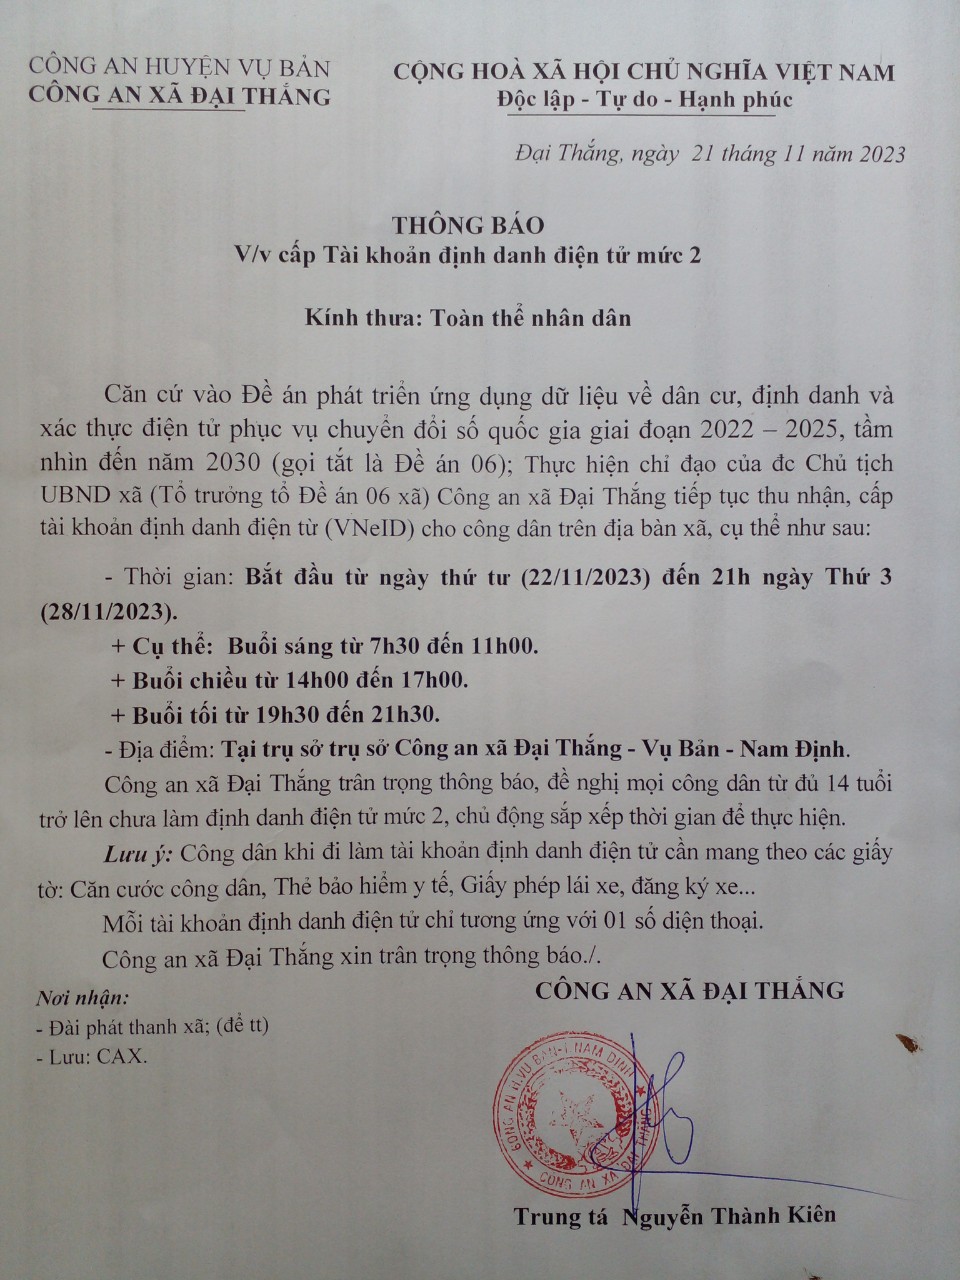 CÔNG AN HUYỆN VỤ BẢN
CÔNG AN XÃ ĐẠI THẮNG
CỘNG HOÀ XÃ HỘI CHỦ NGHĨA VIỆT NAM
Độc lập - Tự do - Hạnh phúc
Đại Thắng, ngày 21 tháng 11 năm 2023
THÔNG BÁO
V/v cấp Tài khoản định danh điện tử mức 2
Kính thưa: Toàn thể nhân dân
Căn cứ vào Đề án phát triển ứng dụng dữ liệu về dân cư, định danh và
xác thực điện tử phục vụ chuyển đổi số quốc gia giai đoạn 2022 – 2025, tầm
nhìn đến năm 2030 (gọi tắt là Đề án 06); Thực hiện chỉ đạo của đc Chủ tịch
UBND xã (Tổ trưởng tổ Đề án 06 xã) Công an xã Đại Thắng tiếp tục thu nhận, cấp
tài khoản định danh điện từ (VNeID) cho công dân trên địa bàn xã, cụ thể như sau:
- Thời gian: Bắt đầu từ ngày thứ tư (22/11/2023) đến 21h ngày Thứ 3
(28/11/2023).
+ Cụ thể: Buổi sáng từ 7h30 đến 11h00.
+ Buổi chiều từ 14h00 đến 17h00.
+ Buổi tối từ 19h30 đến 21h30.
- Địa điểm: Tại trụ sở trụ sở Công an xã Đại Thắng - Vụ Bản - Nam Định.
Công an xã Đại Thắng trân trọng thông báo, đề nghị mọi công dân từ đủ 14 tuổi
trở lên chưa làm định danh điện tử mức 2, chủ động sắp xếp thời gian để thực hiện.
Lưu ý: Công dân khi đi làm tài khoản định danh điện tử cần mang theo các giấy
tờ: Căn cước công dân, Thẻ bảo hiểm y tế, Giấy phép lái xe, đăng ký xe...
Mỗi tài khoản định danh điện tử chỉ tương ứng với 01 số diện thoại.
Công an xã Đại Thắng xin trân trọng thông báo./.
Nơi nhận:
- Đài phát thanh xã; (để tt)
- Lưu: CAX.
CÔNG AN XÃ ĐẠI THẮNG
CÔNG AN H.VỤ BẢN-T NAM ĐỊNH
CÔNG AN XÃ ĐẠI THẮNG
Trung tá Nguyễn Thành Kiên